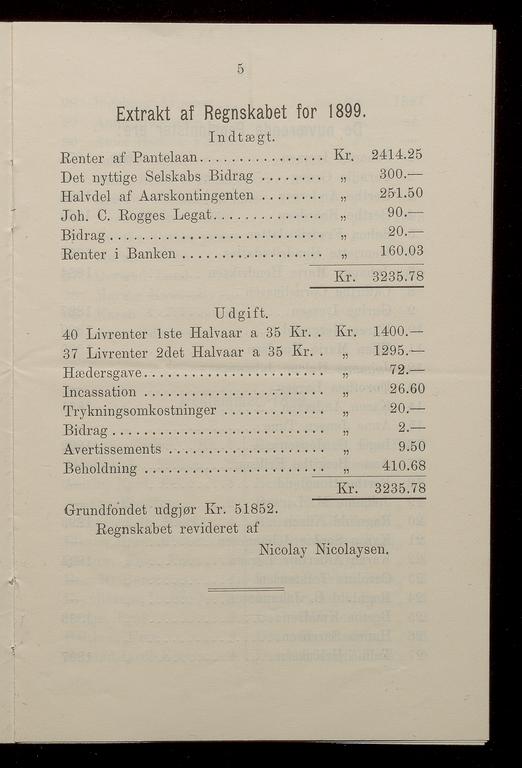 5
Extrakt af Regnskabet for 1899.
Indtægt.
Renter af Pantelaan................ Kr. 2414.25
Det nyttige Selskabs Bidrag ........ „ 300.—
Halvdel af Aarskontingenten ........ „ 251.50
Joh. C. Rogges Legat.............. „ 90.—
Bidrag........................... „ 20.—
Renter i Banken .................. „ 160.03
Kr. 3235.78
Udgift.
40 Livrenter 1ste Halvaar a 35 Kr. . Kr. 1400.—
37 Livrenter 2det Halvaar a 35 Kr. . „ 1295.—
Hædersgave....................... „ 72.—
Incassation ........................ „ 26.60
Trykningsomkostninger ............. „ 20.—
Bidrag........................... „ 2.—
Avertissements .................... „ 9.50
Beholdning ....................... „ 410.68
Kr. 3235.78
Grundfondet udgjør Kr. 51852.
Regnskabet revideret af
Nicolay Nicolaysen.